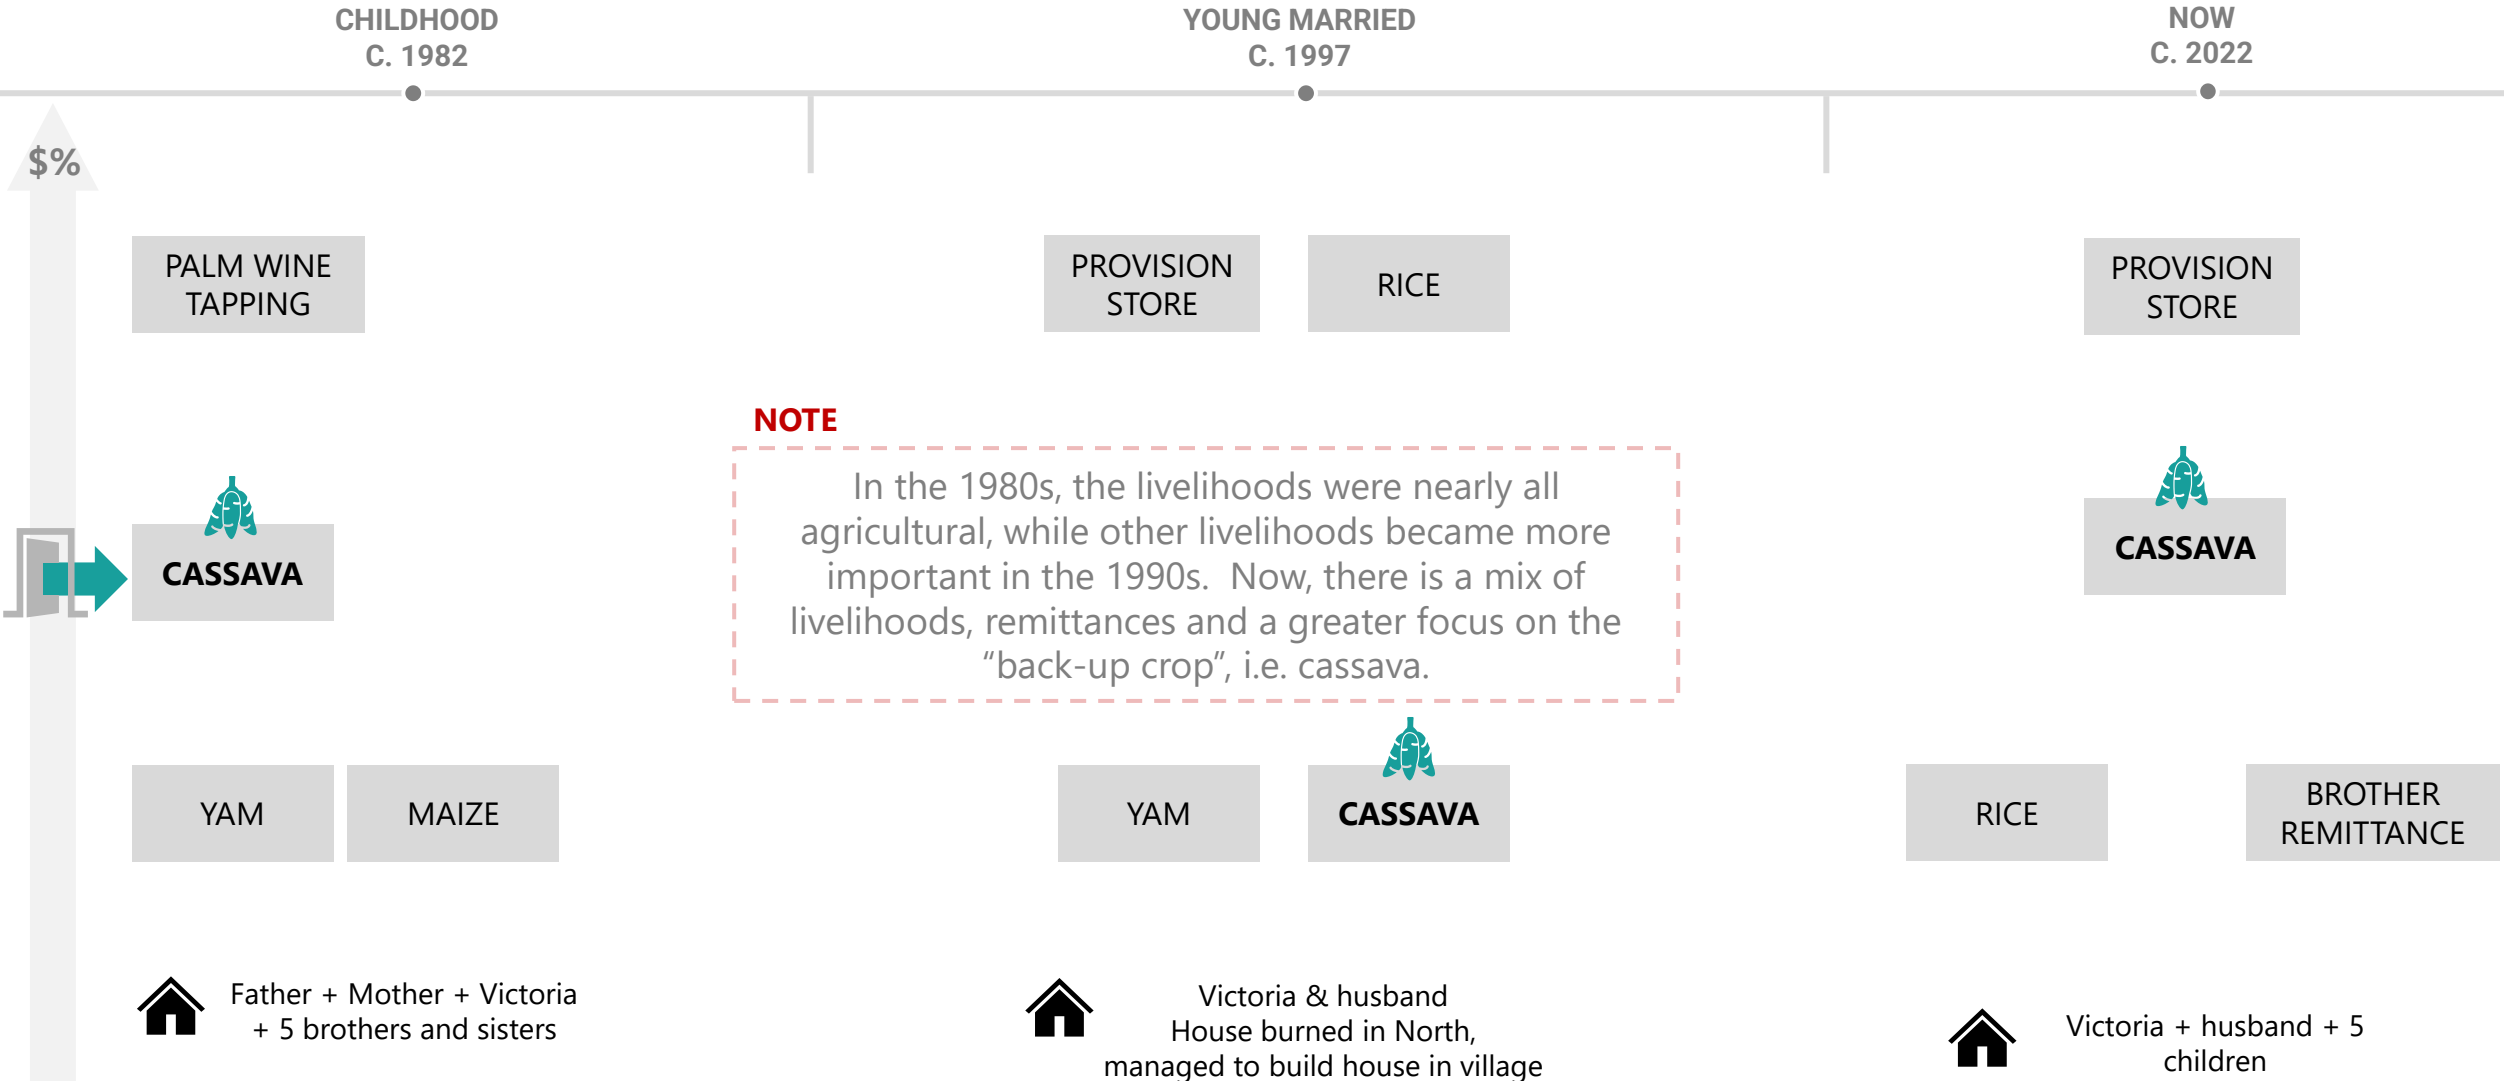 CHILDHOOD
C. 1982
YOUNG MARRIED
C. 1997
NOW
C. 2022
$%
PALM WINE
TAPPING
PROVISION
STORE
RICE
PROVISION
STORE
NOTE
In the 1980s, the livelihoods were nearly all
agricultural, while other livelihoods became more
important in the 1990s.  Now, there is a mix of
livelihoods, remittances and a greater focus on the
“back-up crop”, i.e. cassava.
CASSAVA
CASSAVA
YAM
MAIZE
YAM
CASSAVA
RICE
BROTHER
REMITTANCE
Father + Mother + Victoria
+ 5 brothers and sisters
Victoria & husband
House burned in North,
managed to build house in village
Victoria + husband + 5
children